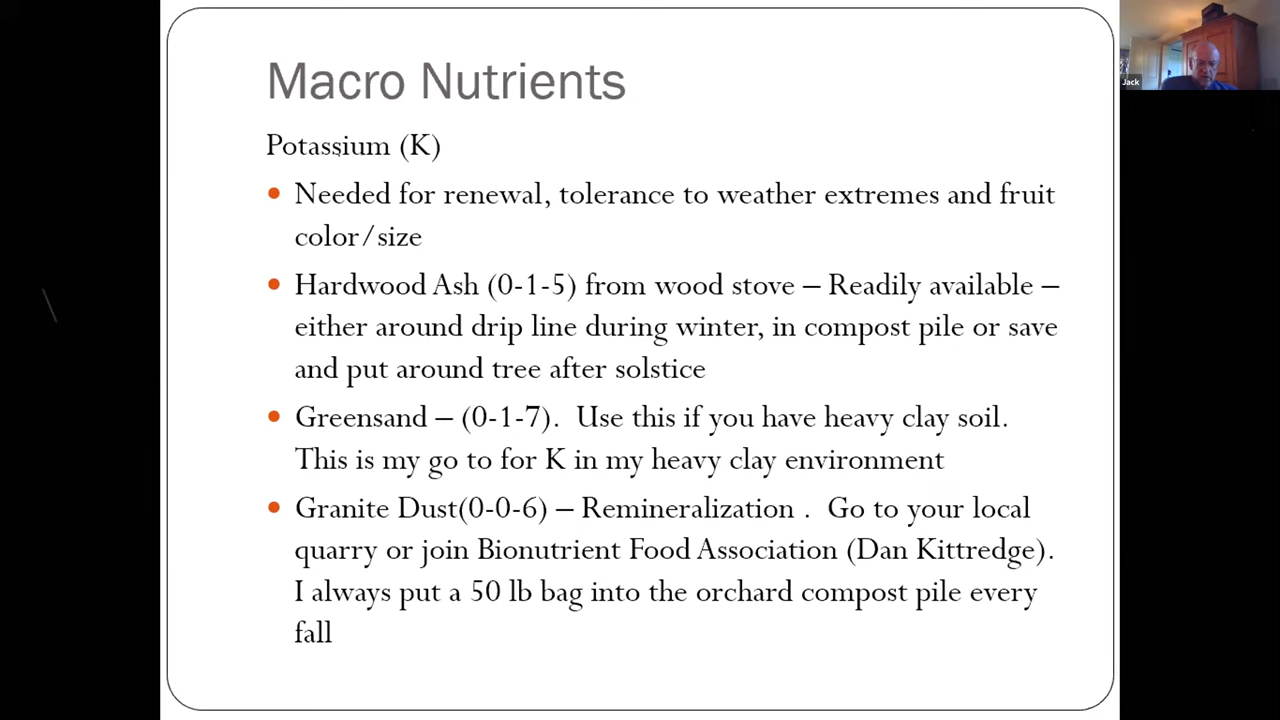 Macro Nutrients
Jack
Potassium (K)
• Needed for renewal, tolerance to weather extremes and fruit
color/size
• Hardwood Ash (0-1-5) from wood stove – Readily available –
either around drip line during winter, in compost pile or save
and put around tree after solstice
• Greensand – (0-1-7).  Use this if you have heavy clay soil.
This is my go to for K in my heavy clay environment
• Granite Dust(0-0-6) – Remineralization .  Go to your local
quarry or join Bionutrient Food Association (Dan Kittredge).
I always put a 50 lb bag into the orchard compost pile every
fall